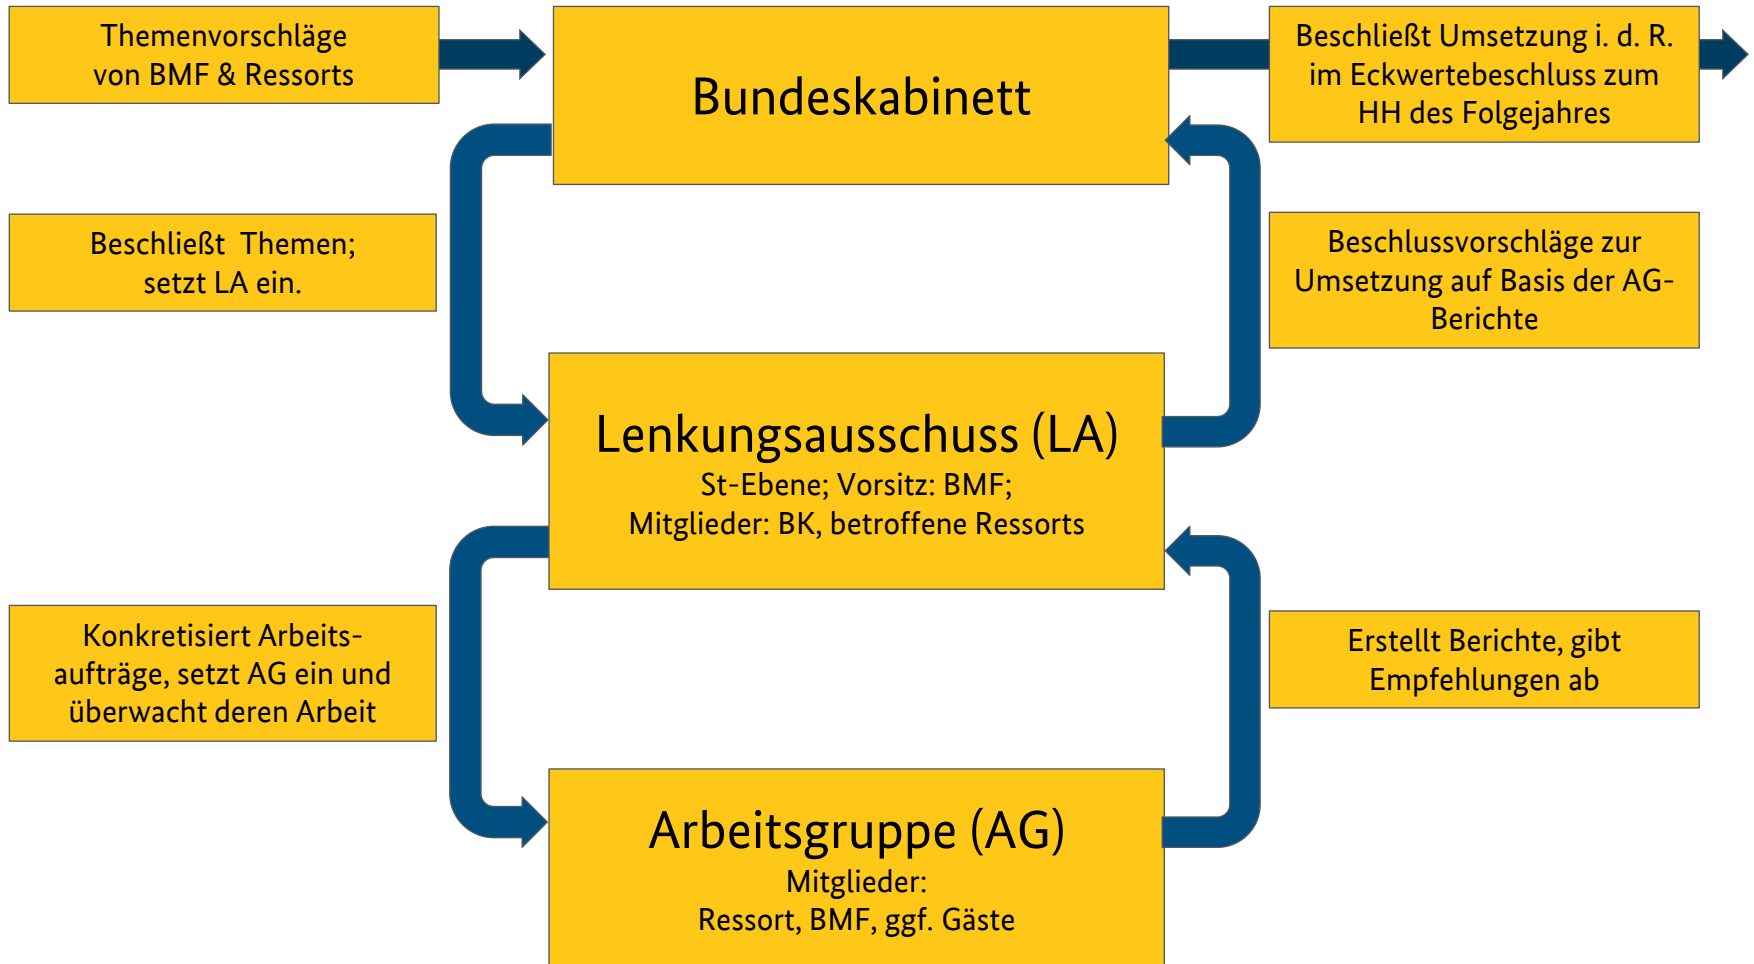 Themenvorschläge
von BMF & Ressorts
Bundeskabinett
Beschließt Umsetzung i. d. R.
im Eckwertebeschluss zum
HH des Folgejahres
Beschließt Themen;
setzt LA ein.
Beschlussvorschläge zur
Umsetzung auf Basis der AG-
Berichte
Lenkungsausschuss (LA)
St-Ebene; Vorsitz: BMF;
Mitglieder: BK, betroffene Ressorts
Konkretisiert Arbeits-
aufträge, setzt AG ein und
überwacht deren Arbeit
Erstellt Berichte, gibt
Empfehlungen ab
Arbeitsgruppe (AG)
Mitglieder:
Ressort, BMF, ggf. Gäste